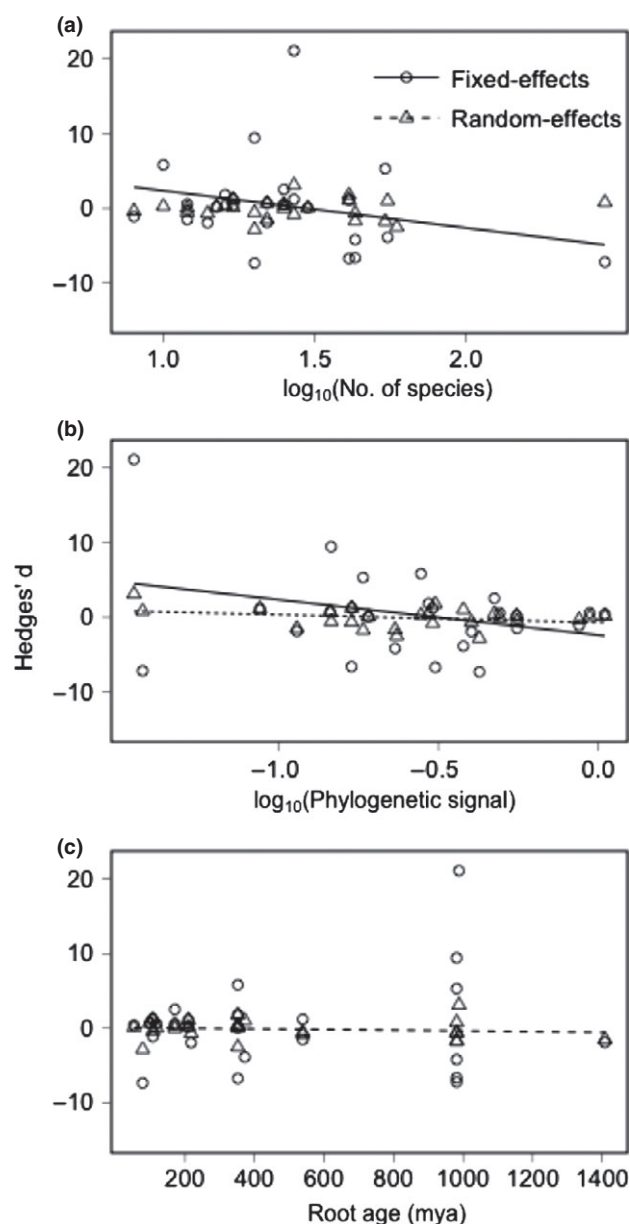 (a)
20
10
0
−10
Fixed-effects
Random-effects
1.0 1.5 2.0
log₁₀(No. of species)
(b)
20
10
0
−10
Hedges' d
−1.0 −0.5 0.0
log₁₀(Phylogenetic signal)
(c)
20
10
0
−10
200 400 600 800 1000 1200 1400
Root age (mya)